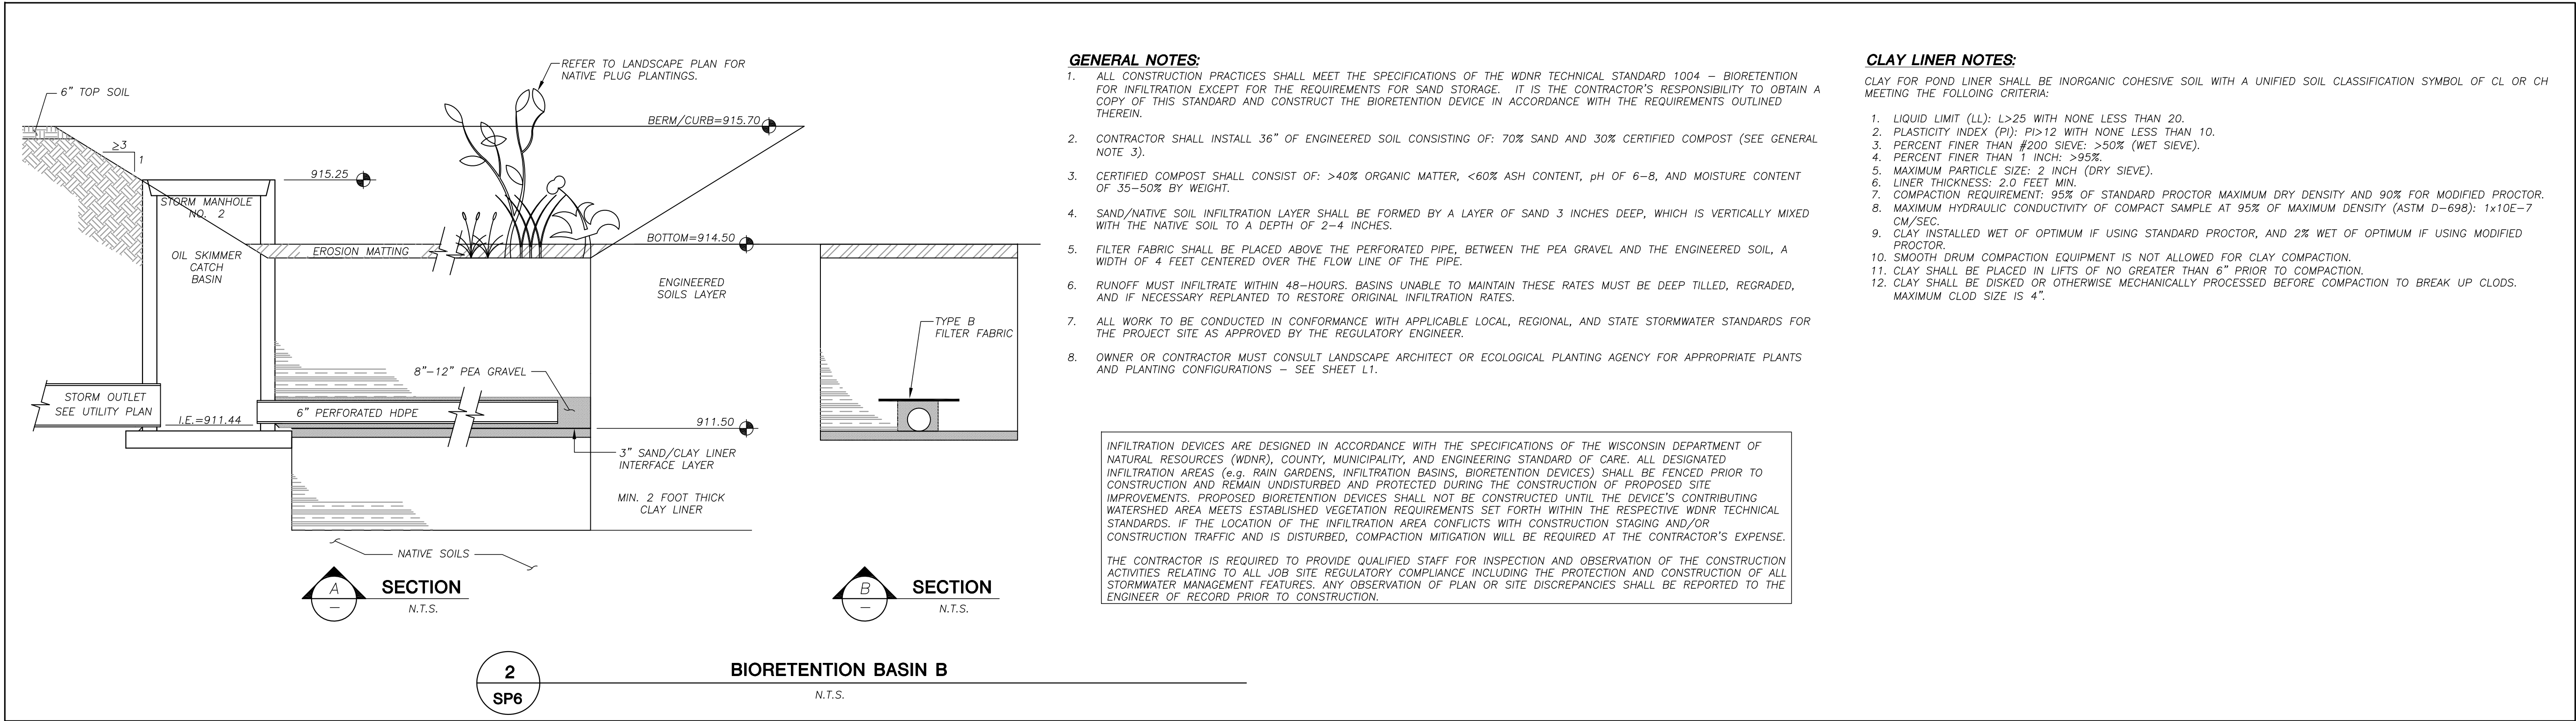 6" TOP SOIL
≥3
1
REFER TO LANDSCAPE PLAN FOR
NATIVE PLUG PLANTINGS.
BERM/CURB=915.70
915.25
STORM MANHOLE
NO. 2
OIL SKIMMER
CATCH
BASIN
EROSION MATTING
BOTTOM=914.50
ENGINEERED
SOILS LAYER
8"-12" PEA GRAVEL
STORM OUTLET
SEE UTILITY PLAN
I.E.=911.44
6" PERFORATED HDPE
911.50
3" SAND/CLAY LINER
INTERFACE LAYER
MIN. 2 FOOT THICK
CLAY LINER
NATIVE SOILS
A
–
SECTION
N.T.S.
TYPE B
FILTER FABRIC
B
–
SECTION
N.T.S.
2
SP6
BIORETENTION BASIN B
N.T.S.
GENERAL NOTES:
1. ALL CONSTRUCTION PRACTICES SHALL MEET THE SPECIFICATIONS OF THE WDNR TECHNICAL STANDARD 1004 – BIORETENTION
FOR INFILTRATION EXCEPT FOR THE REQUIREMENTS FOR SAND STORAGE. IT IS THE CONTRACTOR'S RESPONSIBILITY TO OBTAIN A
COPY OF THIS STANDARD AND CONSTRUCT THE BIORETENTION DEVICE IN ACCORDANCE WITH THE REQUIREMENTS OUTLINED
THEREIN.
2. CONTRACTOR SHALL INSTALL 36" OF ENGINEERED SOIL CONSISTING OF: 70% SAND AND 30% CERTIFIED COMPOST (SEE GENERAL
NOTE 3).
3. CERTIFIED COMPOST SHALL CONSIST OF: >40% ORGANIC MATTER, <60% ASH CONTENT, pH OF 6-8, AND MOISTURE CONTENT
OF 35-50% BY WEIGHT.
4. SAND/NATIVE SOIL INFILTRATION LAYER SHALL BE FORMED BY A LAYER OF SAND 3 INCHES DEEP, WHICH IS VERTICALLY MIXED
WITH THE NATIVE SOIL TO A DEPTH OF 2-4 INCHES.
5. FILTER FABRIC SHALL BE PLACED ABOVE THE PERFORATED PIPE, BETWEEN THE PEA GRAVEL AND THE ENGINEERED SOIL, A
WIDTH OF 4 FEET CENTERED OVER THE FLOW LINE OF THE PIPE.
6. RUNOFF MUST INFILTRATE WITHIN 48-HOURS. BASINS UNABLE TO MAINTAIN THESE RATES MUST BE DEEP TILLED, REGRADED,
AND IF NECESSARY REPLANTED TO RESTORE ORIGINAL INFILTRATION RATES.
7. ALL WORK TO BE CONDUCTED IN CONFORMANCE WITH APPLICABLE LOCAL, REGIONAL, AND STATE STORMWATER STANDARDS FOR
THE PROJECT SITE AS APPROVED BY THE REGULATORY ENGINEER.
8. OWNER OR CONTRACTOR MUST CONSULT LANDSCAPE ARCHITECT OR ECOLOGICAL PLANTING AGENCY FOR APPROPRIATE PLANTS
AND PLANTING CONFIGURATIONS – SEE SHEET L1.
INFILTRATION DEVICES ARE DESIGNED IN ACCORDANCE WITH THE SPECIFICATIONS OF THE WISCONSIN DEPARTMENT OF
NATURAL RESOURCES (WDNR), COUNTY, MUNICIPALITY, AND ENGINEERING STANDARD OF CARE. ALL DESIGNATED
INFILTRATION AREAS (e.g. RAIN GARDENS, INFILTRATION BASINS, BIORETENTION DEVICES) SHALL BE FENCED PRIOR TO
CONSTRUCTION AND REMAIN UNDISTURBED AND PROTECTED DURING THE CONSTRUCTION OF PROPOSED SITE
IMPROVEMENTS. PROPOSED BIORETENTION DEVICES SHALL NOT BE CONSTRUCTED UNTIL THE DEVICE'S CONTRIBUTING
WATERSHED AREA MEETS ESTABLISHED VEGETATION REQUIREMENTS SET FORTH WITHIN THE RESPECTIVE WDNR TECHNICAL
STANDARDS. IF THE LOCATION OF THE INFILTRATION AREA CONFLICTS WITH CONSTRUCTION STAGING AND/OR
CONSTRUCTION TRAFFIC AND IS DISTURBED, COMPACTION MITIGATION WILL BE REQUIRED AT THE CONTRACTOR'S EXPENSE.
THE CONTRACTOR IS REQUIRED TO PROVIDE QUALIFIED STAFF FOR INSPECTION AND OBSERVATION OF THE CONSTRUCTION
ACTIVITIES RELATING TO ALL JOB SITE REGULATORY COMPLIANCE INCLUDING THE PROTECTION AND CONSTRUCTION OF ALL
STORMWATER MANAGEMENT FEATURES. ANY OBSERVATION OF PLAN OR SITE DISCREPANCIES SHALL BE REPORTED TO THE
ENGINEER OF RECORD PRIOR TO CONSTRUCTION.
CLAY LINER NOTES:
CLAY FOR POND LINER SHALL BE INORGANIC COHESIVE SOIL WITH A UNIFIED SOIL CLASSIFICATION SYMBOL OF CL OR CH
MEETING THE FOLLOING CRITERIA:
1. LIQUID LIMIT (LL): L>25 WITH NONE LESS THAN 20.
2. PLASTICITY INDEX (PI): PI>12 WITH NONE LESS THAN 10.
3. PERCENT FINER THAN #200 SIEVE: >50% (WET SIEVE).
4. PERCENT FINER THAN 1 INCH: >95%.
5. MAXIMUM PARTICLE SIZE: 2 INCH (DRY SIEVE).
6. LINER THICKNESS: 2.0 FEET MIN.
7. COMPACTION REQUIREMENT: 95% OF STANDARD PROCTOR MAXIMUM DRY DENSITY AND 90% FOR MODIFIED PROCTOR.
8. MAXIMUM HYDRAULIC CONDUCTIVITY OF COMPACT SAMPLE AT 95% OF MAXIMUM DENSITY (ASTM D-698): 1x10E-7
CM/SEC.
9. CLAY INSTALLED WET OF OPTIMUM IF USING STANDARD PROCTOR, AND 2% WET OF OPTIMUM IF USING MODIFIED
PROCTOR.
10. SMOOTH DRUM COMPACTION EQUIPMENT IS NOT ALLOWED FOR CLAY COMPACTION.
11. CLAY SHALL BE PLACED IN LIFTS OF NO GREATER THAN 6" PRIOR TO COMPACTION.
12. CLAY SHALL BE DISKED OR OTHERWISE MECHANICALLY PROCESSED BEFORE COMPACTION TO BREAK UP CLODS.
MAXIMUM CLOD SIZE IS 4".